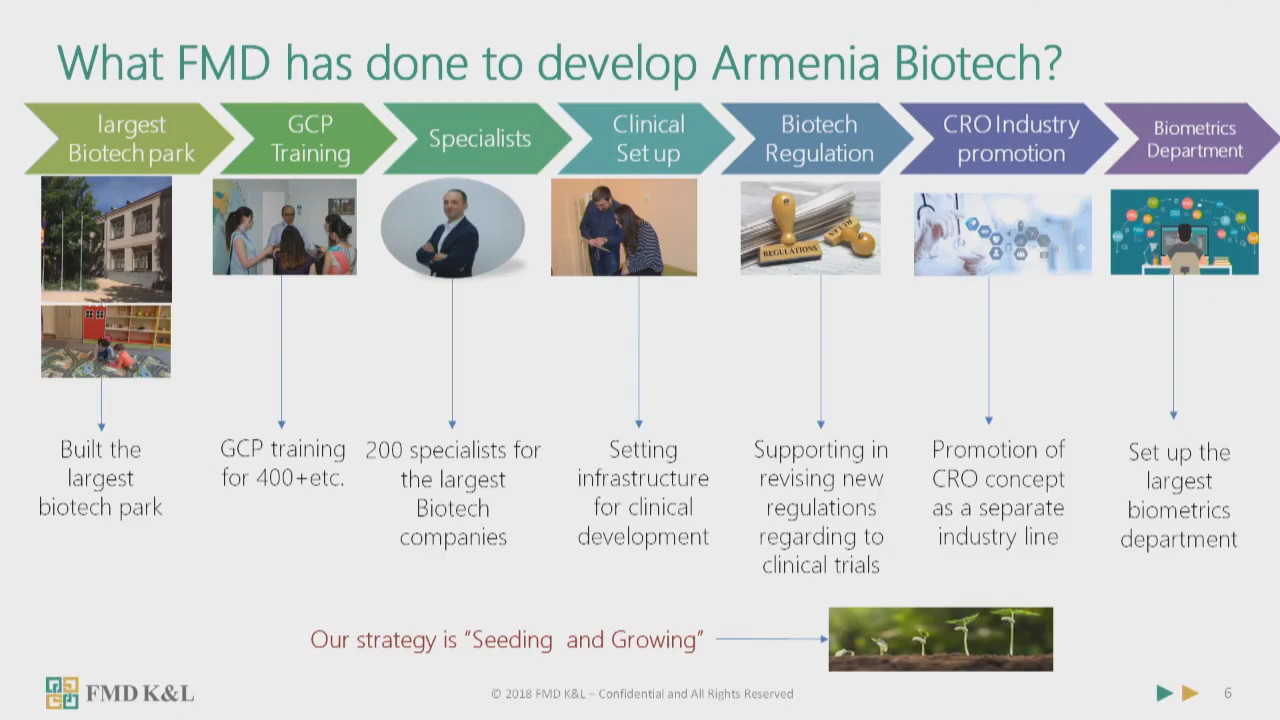 What FMD has done to develop Armenia Biotech?
largest
Biotech park
GCP
Training
Specialists
Clinical
Set up
Biotech
Regulation
CRO Industry
promotion
Biometrics
Department
REGULATIONS
RULES
Built the
largest
biotech park
GCP training
for 400+etc.
200 specialists for
the largest
Biotech
companies
Setting
infrastructure
for clinical
development
Supporting in
revising new
regulations
regarding to
clinical trials
Promotion of
CRO concept
as a separate
industry line
Set up the
largest
biometrics
department
Our strategy is “Seeding and Growing”
FMD K&L
© 2018 FMD K&L – Confidential and All Rights Reserved
6